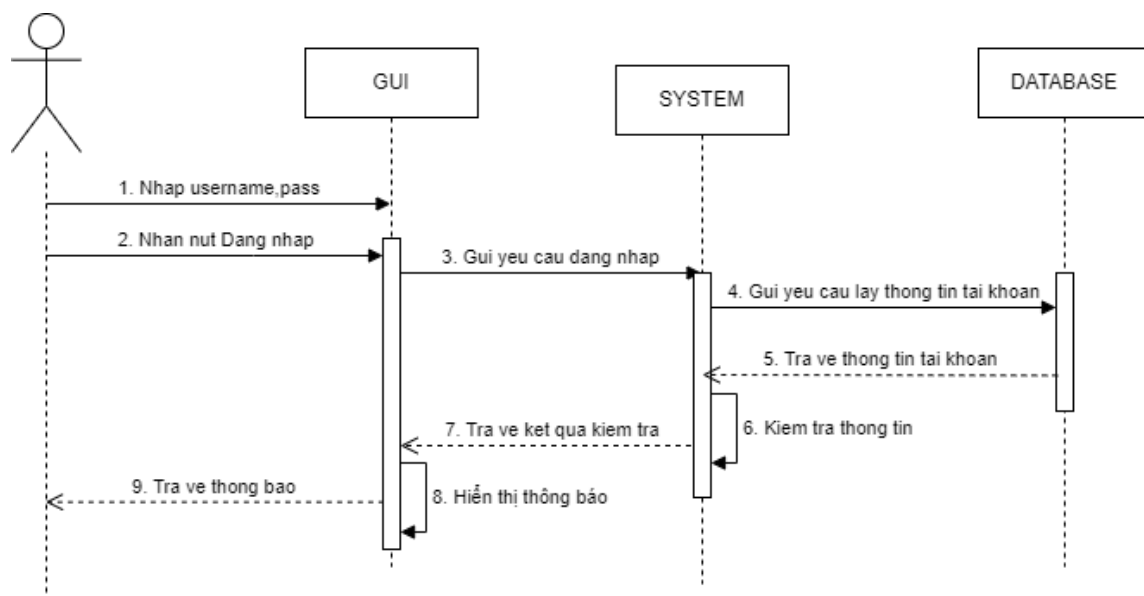 GUI
SYSTEM
DATABASE
1. Nhap username,pass
2. Nhan nut Dang nhap
3. Gui yeu cau dang nhap
4. Gui yeu cau lay thong tin tai khoan
5. Tra ve thong tin tai khoan
6. Kiem tra thong tin
7. Tra ve ket qua kiem tra
8. Hiển thị thông báo
9. Tra ve thong bao